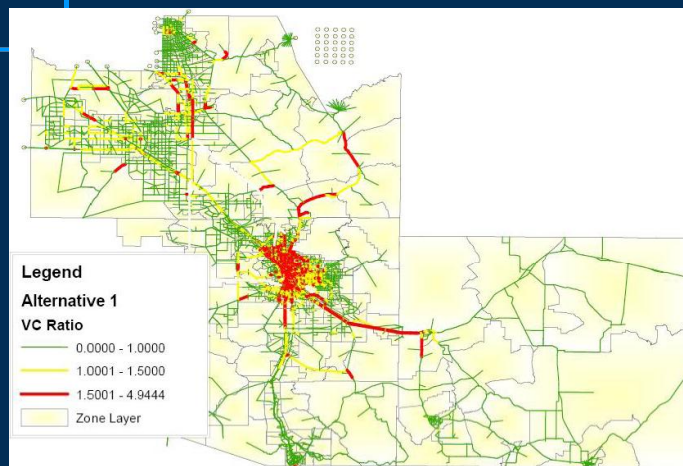 Legend
Alternative 1
VC Ratio
0.0000 - 1.0000
1.0001 - 1.5000
1.5001 - 4.9444
Zone Layer